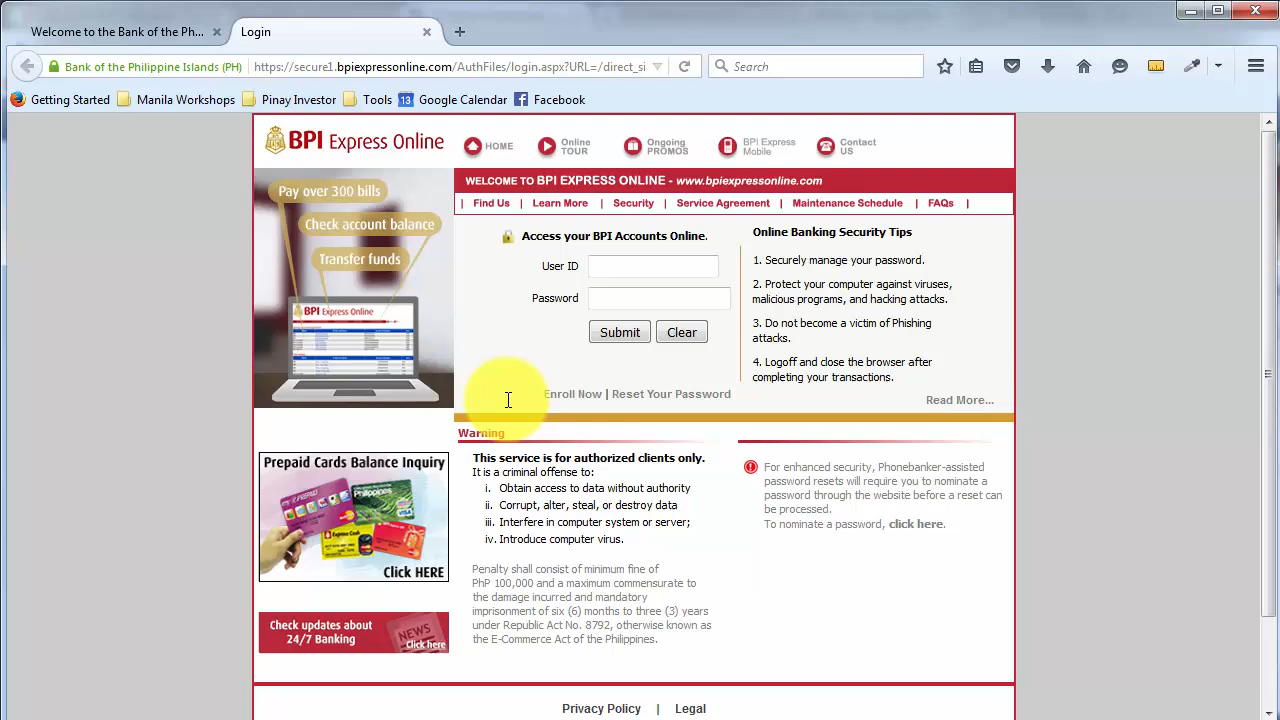 Welcome to the Bank of the Ph...
Login
Bank of the Philippine Islands (PH)
https://secure1.bpiexpressonline.com/AuthFiles/login.aspx?URL=/direct_si
Search
Getting Started
Manila Workshops
Pinay Investor
Tools
13
Google Calendar
Facebook
BPI Express Online
HOME
Online
TOUR
Ongoing
PROMOS
BPI Express
Mobile
Contact
US
Pay over 300 bills
Check account balance
Transfer funds
BPI Express Online
WELCOME TO BPI EXPRESS ONLINE - www.bpiexpressonline.com
| Find Us | Learn More | Security | Service Agreement | Maintenance Schedule | FAQs |
Access your BPI Accounts Online.
User ID
Password
Submit
Clear
Enroll Now | Reset Your Password
Online Banking Security Tips
1. Securely manage your password.
2. Protect your computer against viruses,
malicious programs, and hacking attacks.
3. Do not become a victim of Phishing
attacks.
4. Logoff and close the browser after
completing your transactions.
Read More...
Prepaid Cards Balance Inquiry
Philippines
Express Cash
Click HERE
Check updates about
24/7 Banking
NEWS
Click here
Warning
This service is for authorized clients only.
It is a criminal offense to:
i. Obtain access to data without authority
ii. Corrupt, alter, steal, or destroy data
iii. Interfere in computer system or server;
iv. Introduce computer virus.
Penalty shall consist of minimum fine of
PhP 100,000 and a maximum commensurate to
the damage incurred and mandatory
imprisonment of six (6) months to three (3) years
under Republic Act No. 8792, otherwise known as
the E-Commerce Act of the Philippines.
For enhanced security, Phonebanker-assisted
password resets will require you to nominate a
password through the website before a reset can
be processed.
To nominate a password, click here.
Privacy Policy | Legal